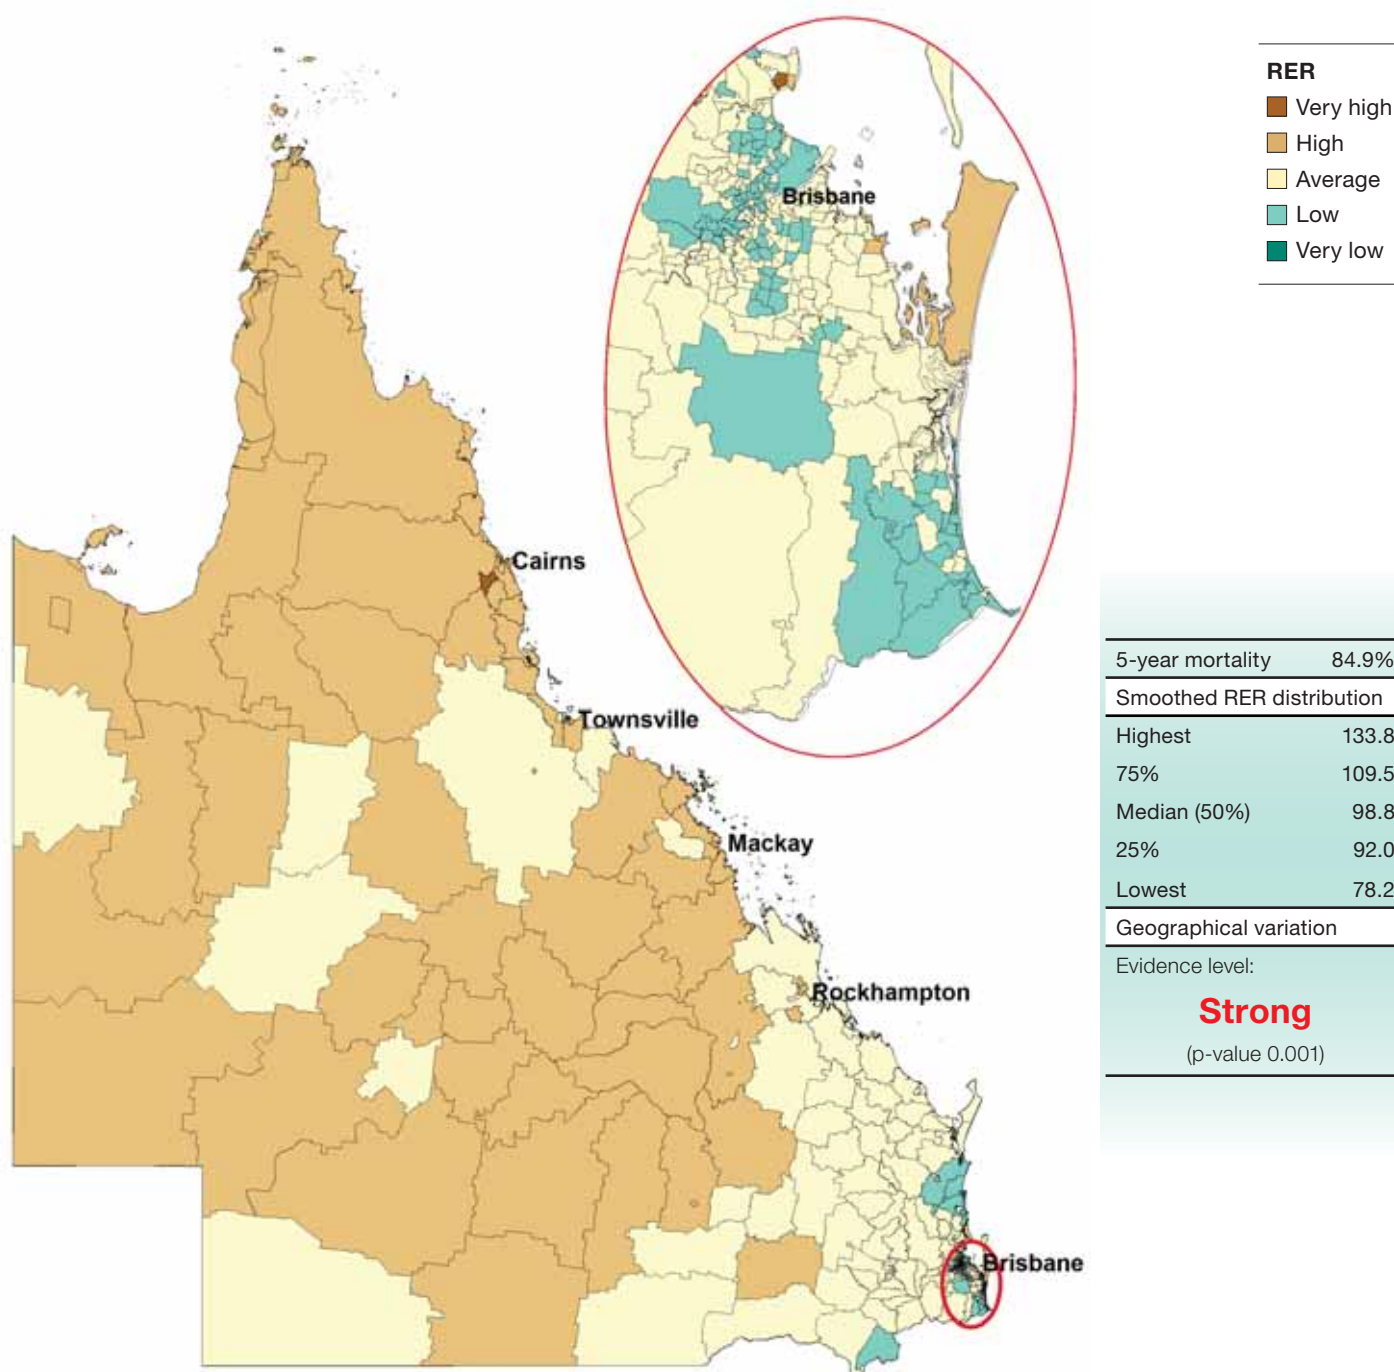 RER
Very high
High
Average
Low
Very low
Brisbane
Cairns
Townsville
Mackay
Rockhampton
Brisbane
5-year mortality 84.9%
Smoothed RER distribution
Highest 133.8
75% 109.5
Median (50%) 98.8
25% 92.0
Lowest 78.2
Geographical variation
Evidence level:
Strong
(p-value 0.001)